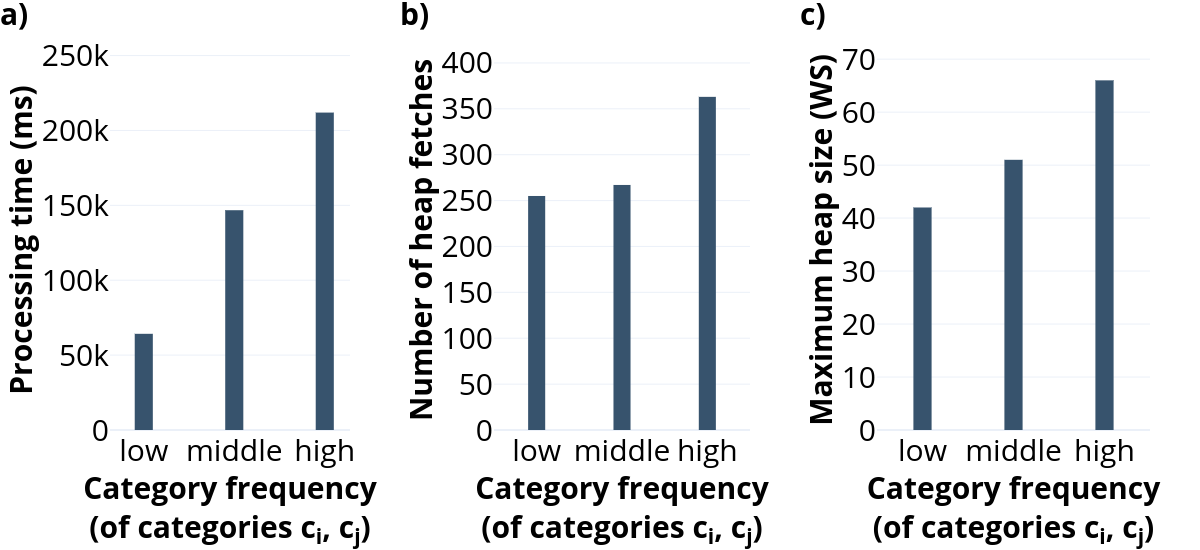 a)
Processing time (ms)
250k
200k
150k
100k
50k
0
low middle high
Category frequency
(of categories ci, cj)
b)
Number of heap fetches
400
350
300
250
200
150
100
50
0
low middle high
Category frequency
(of categories ci, cj)
c)
Maximum heap size (WS)
70
60
50
40
30
20
10
0
low middle high
Category frequency
(of categories ci, cj)